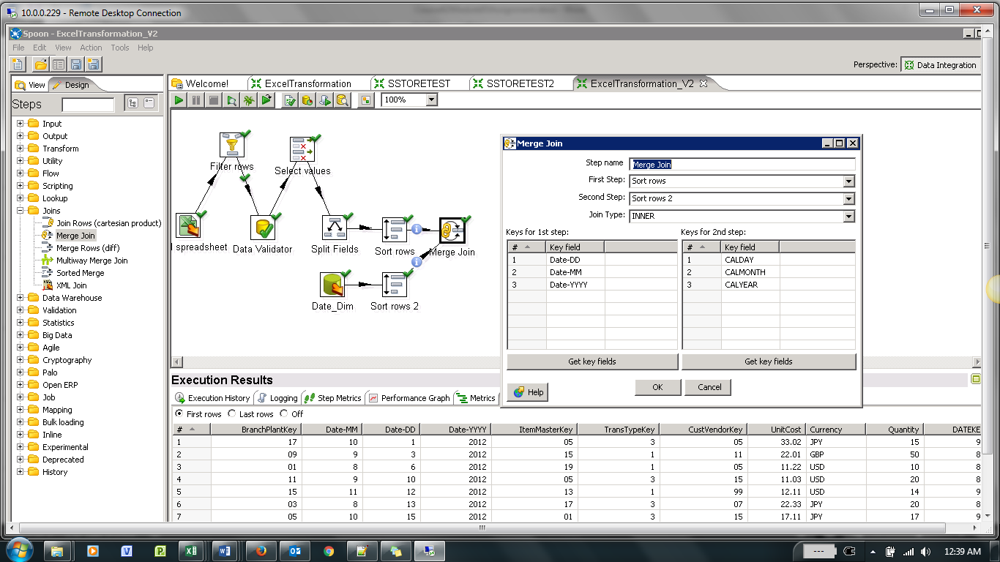 10.0.0.229 - Remote Desktop Connection
Spoon - ExcelTransformation_V2
File Edit View Action Tools Help
Perspective: Data Integration
View Design
Welcome! ExcelTransformation SSTORETEST SSTORETEST2 ExcelTransformation_V2
Steps
100%
Input
Output
Transform
Utility
Flow
Scripting
Lookup
Joins
Join Rows (cartesian product)
Merge Join
Merge Rows (diff)
Multiway Merge Join
Sorted Merge
XML Join
Data Warehouse
Validation
Statistics
Big Data
Agile
Cryptography
Palo
Open ERP
Job
Mapping
Bulk loading
Inline
Experimental
Deprecated
History
Filter rows
Select values
spreadsheet
Data Validator
Split Fields
Sort rows
Merge Join
Date_Dim
Sort rows 2
Merge Join
Step name Merge Join
First Step: Sort rows
Second Step: Sort rows 2
Join Type: INNER
Keys for 1st step: Keys for 2nd step:
# Key field # Key field
1 Date-DD 1 CALDAY
2 Date-MM 2 CALMONTH
3 Date-YYYY 3 CALYEAR
Get key fields Get key fields
Help OK Cancel
Execution Results
Execution History Logging Step Metrics Performance Graph Metrics
First rows Last rows Off
# BranchPlantKey Date-MM Date-DD Date-YYYY ItemMasterKey TransTypeKey CustVendorKey UnitCost Currency Quantity DATEKE
1 17 10 1 2012 05 3 05 33.02 JPY 15 9
2 09 9 3 2012 15 1 11 22.01 GBP 50 8
3 01 8 6 2012 19 1 05 11.22 USD 10 8
4 11 9 10 2012 05 3 15 11.03 USD 20 8
5 15 11 12 2012 13 1 99 12.11 USD 14 9
6 03 8 13 2012 17 3 07 22.33 JPY 20 8
7 05 10 15 2012 01 3 15 17.11 JPY 17 9
12:39 AM